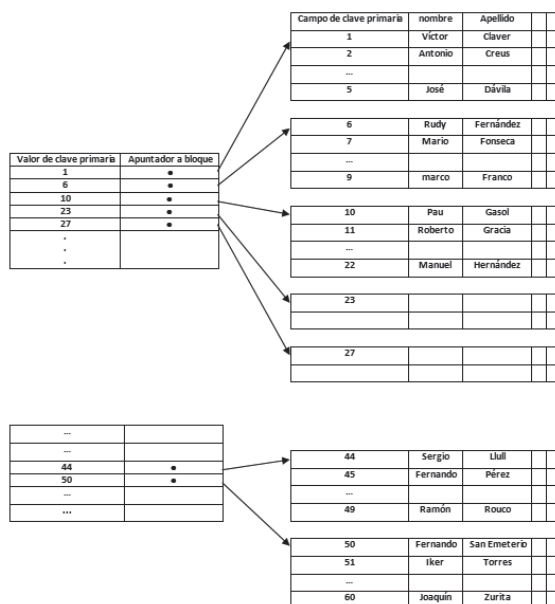 Campo de clave primaria nombre Apellido
1 Víctor Claver
2 Antonio Creus
...
5 José Dávila
6 Rudy Fernández
7 Mario Fonseca
...
9 marco Franco
Valor de clave primaria Apuntador a bloque
1 •
6 •
10 •
23 •
27 •
.
.
.
10 Pau Gasol
11 Roberto Gracia
...
22 Manuel Hernández
23
27
...
...
44 •
50 •
...
...
44 Sergio Llull
45 Fernando Pérez
...
49 Ramón Rouco
50 Fernando San Emeterio
51 Iker Torres
...
60 Joaquín Zurita